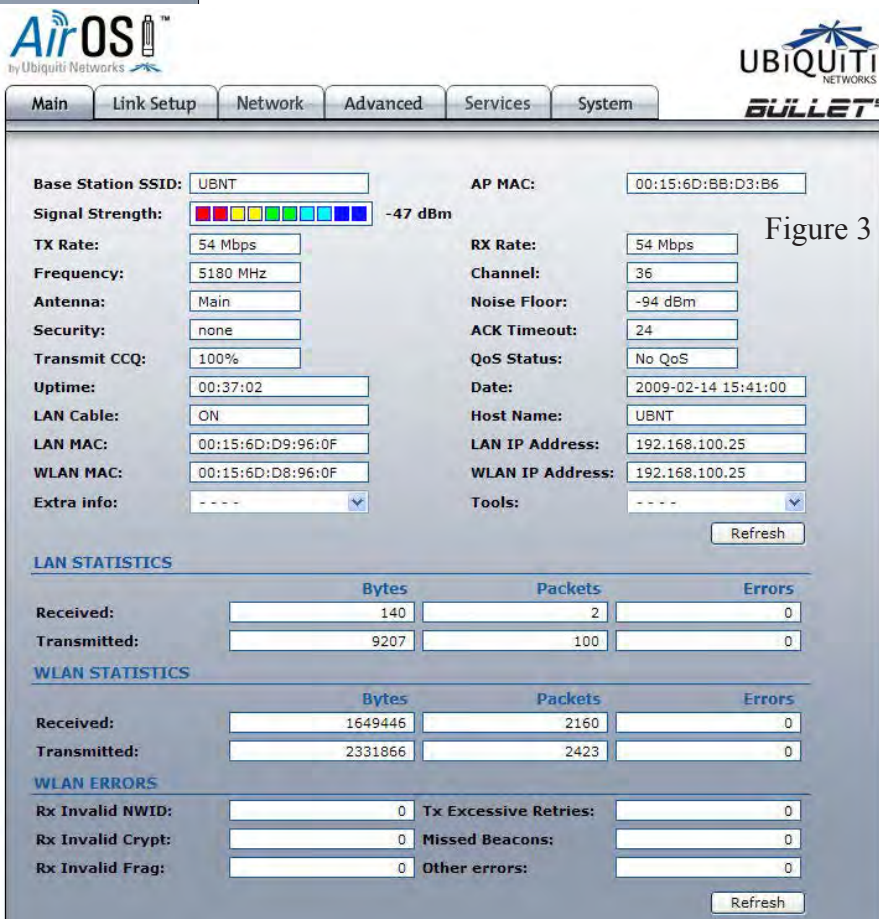 AirOS ™
by Ubiquiti Networks
UBIQUITI
NETWORKS
BULLET
Main Link Setup Network Advanced Services System
Base Station SSID: UBNT AP MAC: 00:15:6D:BB:D3:B6
Signal Strength: -47 dBm
Figure 3
TX Rate: 54 Mbps RX Rate: 54 Mbps
Frequency: 5180 MHz Channel: 36
Antenna: Main Noise Floor: -94 dBm
Security: none ACK Timeout: 24
Transmit CCQ: 100% QoS Status: No QoS
Uptime: 00:37:02 Date: 2009-02-14 15:41:00
LAN Cable: ON Host Name: UBNT
LAN MAC: 00:15:6D:D9:96:0F LAN IP Address: 192.168.100.25
WLAN MAC: 00:15:6D:D8:96:0F WLAN IP Address: 192.168.100.25
Extra info: - - - - Tools: - - - -
Refresh
LAN STATISTICS
Bytes Packets Errors
Received: 140 2 0
Transmitted: 9207 100 0
WLAN STATISTICS
Bytes Packets Errors
Received: 1649446 2160 0
Transmitted: 2331866 2423 0
WLAN ERRORS
Rx Invalid NWID: 0 Tx Excessive Retries: 0
Rx Invalid Crypt: 0 Missed Beacons: 0
Rx Invalid Frag: 0 Other errors: 0
Refresh